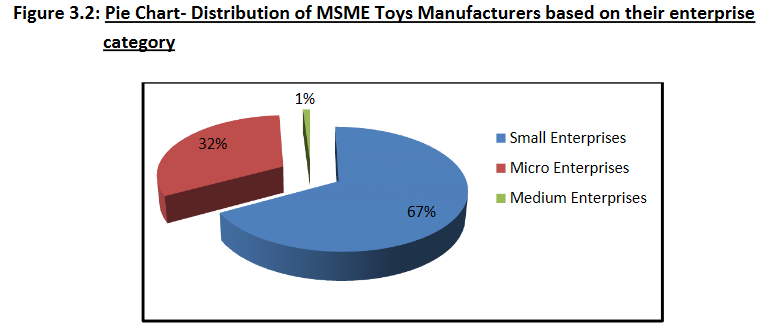 Figure 3.2: Pie Chart- Distribution of MSME Toys Manufacturers based on their enterprise
category
1%
32%
67%
Small Enterprises
Micro Enterprises
Medium Enterprises